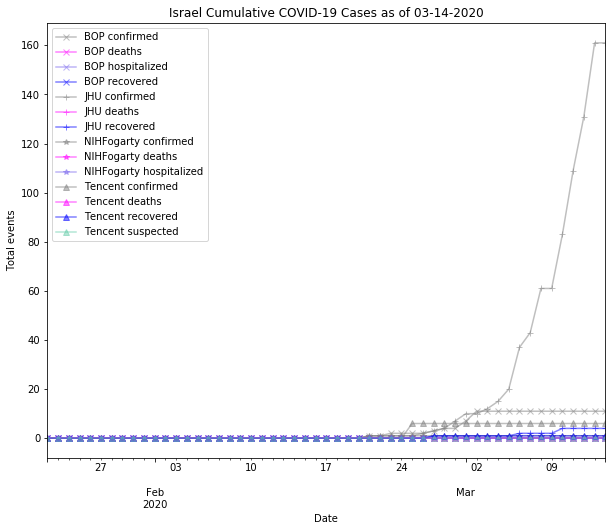 Israel Cumulative COVID-19 Cases as of 03-14-2020
BOP confirmed
BOP deaths
BOP hospitalized
BOP recovered
JHU confirmed
JHU deaths
JHU recovered
NIHFogarty confirmed
NIHFogarty deaths
NIHFogarty hospitalized
Tencent confirmed
Tencent deaths
Tencent recovered
Tencent suspected
160
140
120
100
80
60
40
20
0
Total events
27 03 10 17 24 02 09
Feb Mar
2020
Date